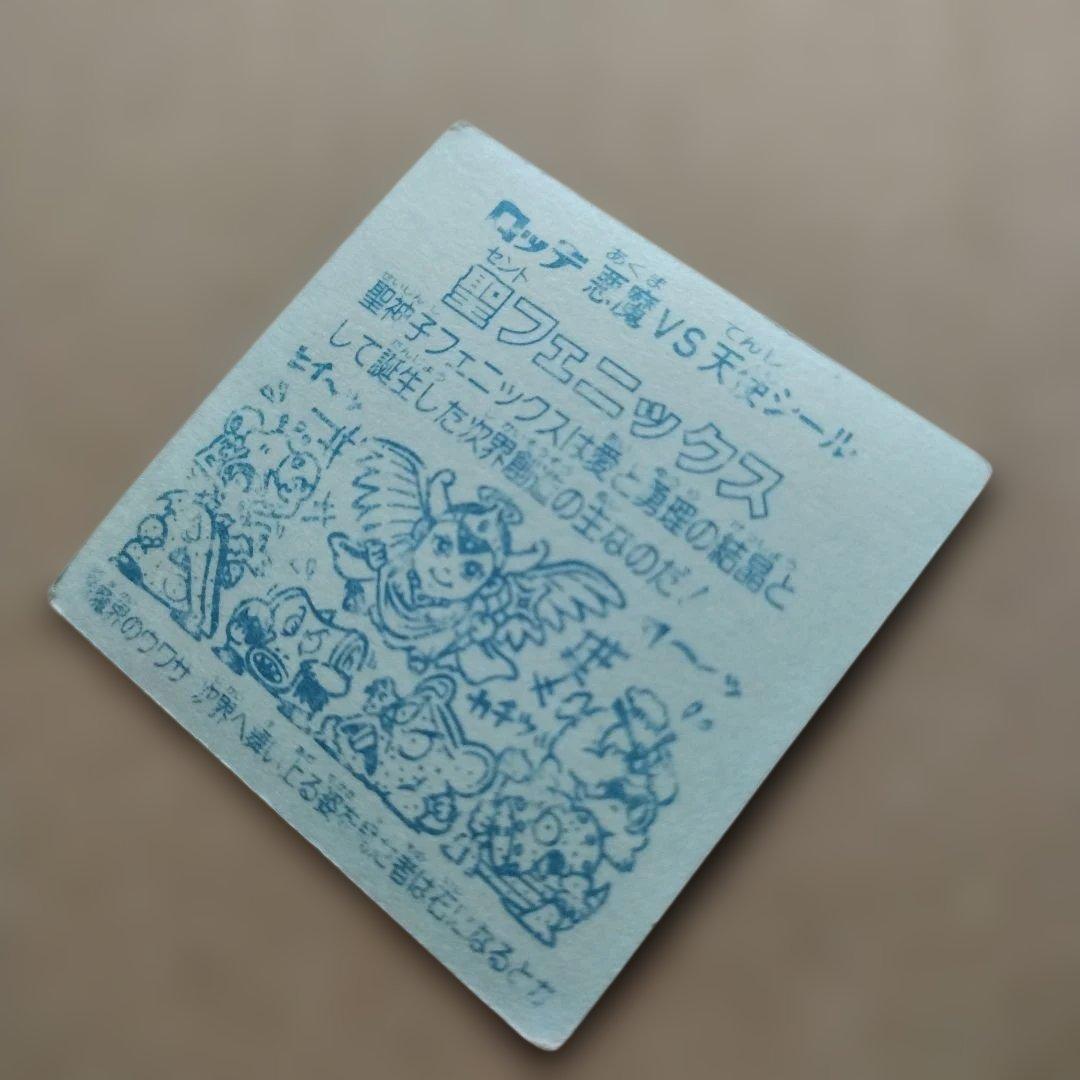 ロッテ 悪魔VS天使シール
聖フェニックス
聖神子フェニックスは愛と勇理の結晶と
して誕生した次界創造の主なのだ!
カチッ
魔界のウワサ 次界へ舞い上る姿を見た者は石になるとか